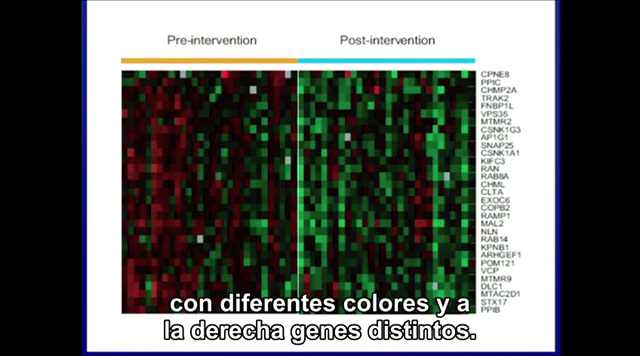 Pre-intervention
Post-intervention
CPNE8
PPIC
CHMP2A
TRAK2
FNBP1L
VPS35
MTMR2
CSNK1G3
AP1G1
SNAP25
CSNK1A1
KIFC3
RAN
RAB8A
CHML
CLTA
EXOC6
COPB2
RAMP1
MAL2
NLN
RAB14
KPNB1
ARHGEF1
POM121
VCP
MTMR9
DLC1
MTAC2D1
STX17
PPIB
con diferentes colores y a
la derecha genes distintos.